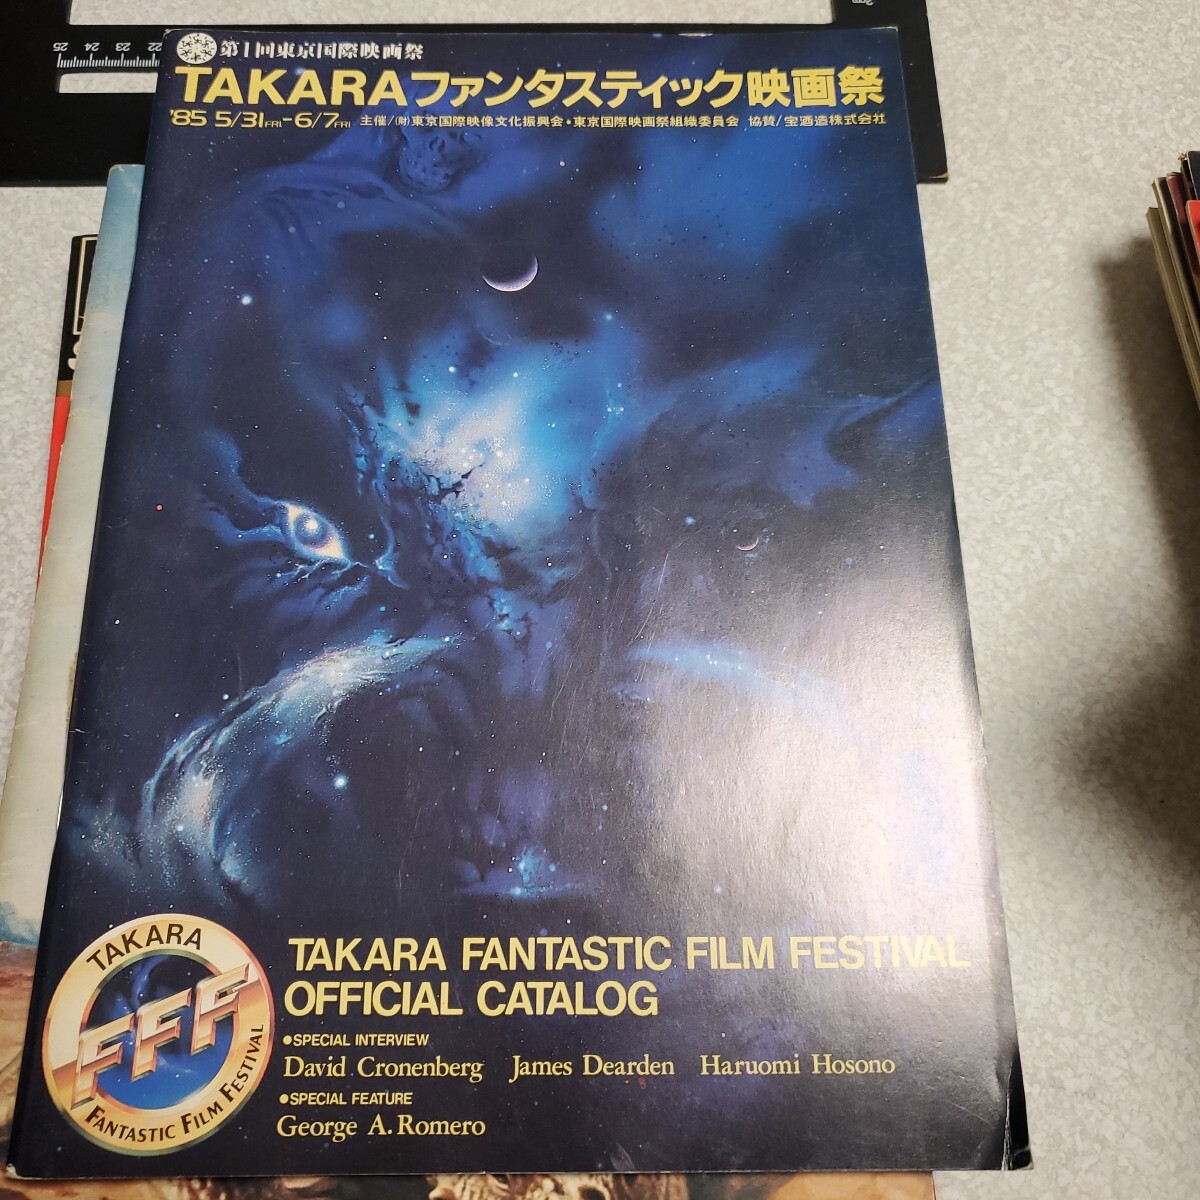 25 24 23 22
第1回東京国際映画祭
TAKARAファンタスティック映画祭
'85 5/31FRI-6/7FRI 主催/(財)東京国際映像文化振興会・東京国際映画祭組織委員会 協賛/宝酒造株式会社
TAKARA
FFF
FANTASTIC FILM FESTIVAL
TAKARA FANTASTIC FILM FESTIVAL
OFFICIAL CATALOG
●SPECIAL INTERVIEW
David Cronenberg James Dearden Haruomi Hosono
●SPECIAL FEATURE
George A. Romero